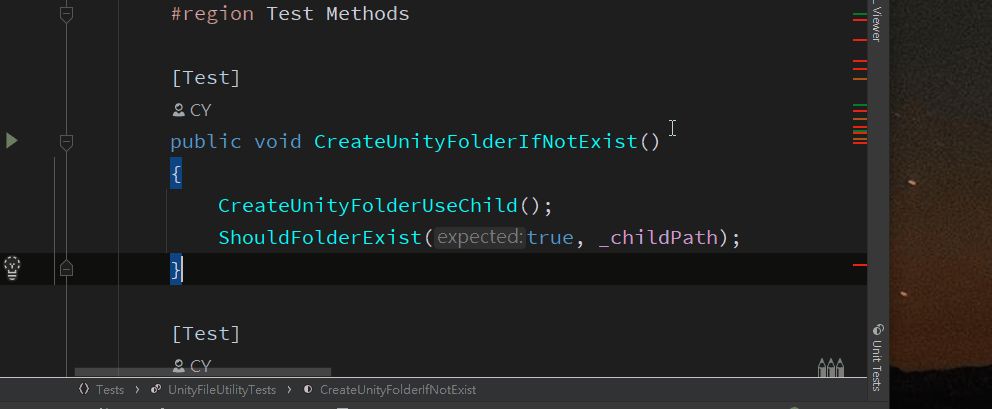 #region Test Methods
[Test]
CY
public void CreateUnityFolderIfNotExist()
{
CreateUnityFolderUseChild();
ShouldFolderExist(expected:true, _childPath);
}
[Test]
CY
Tests > UnityFileUtilityTests > CreateUnityFolderIfNotExist
Viewer
Unit Tests